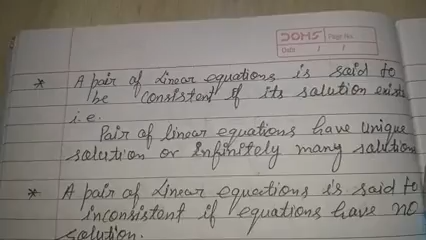 DOMS
Page No.
Date / /
* A pair of Linear equations is said to
be consistent if its solution exists
i.e.
Pair of linear equations have unique
solution or Infinitely many solutions
* A pair of Linear equations is said to
inconsistent if equations have no
solution.